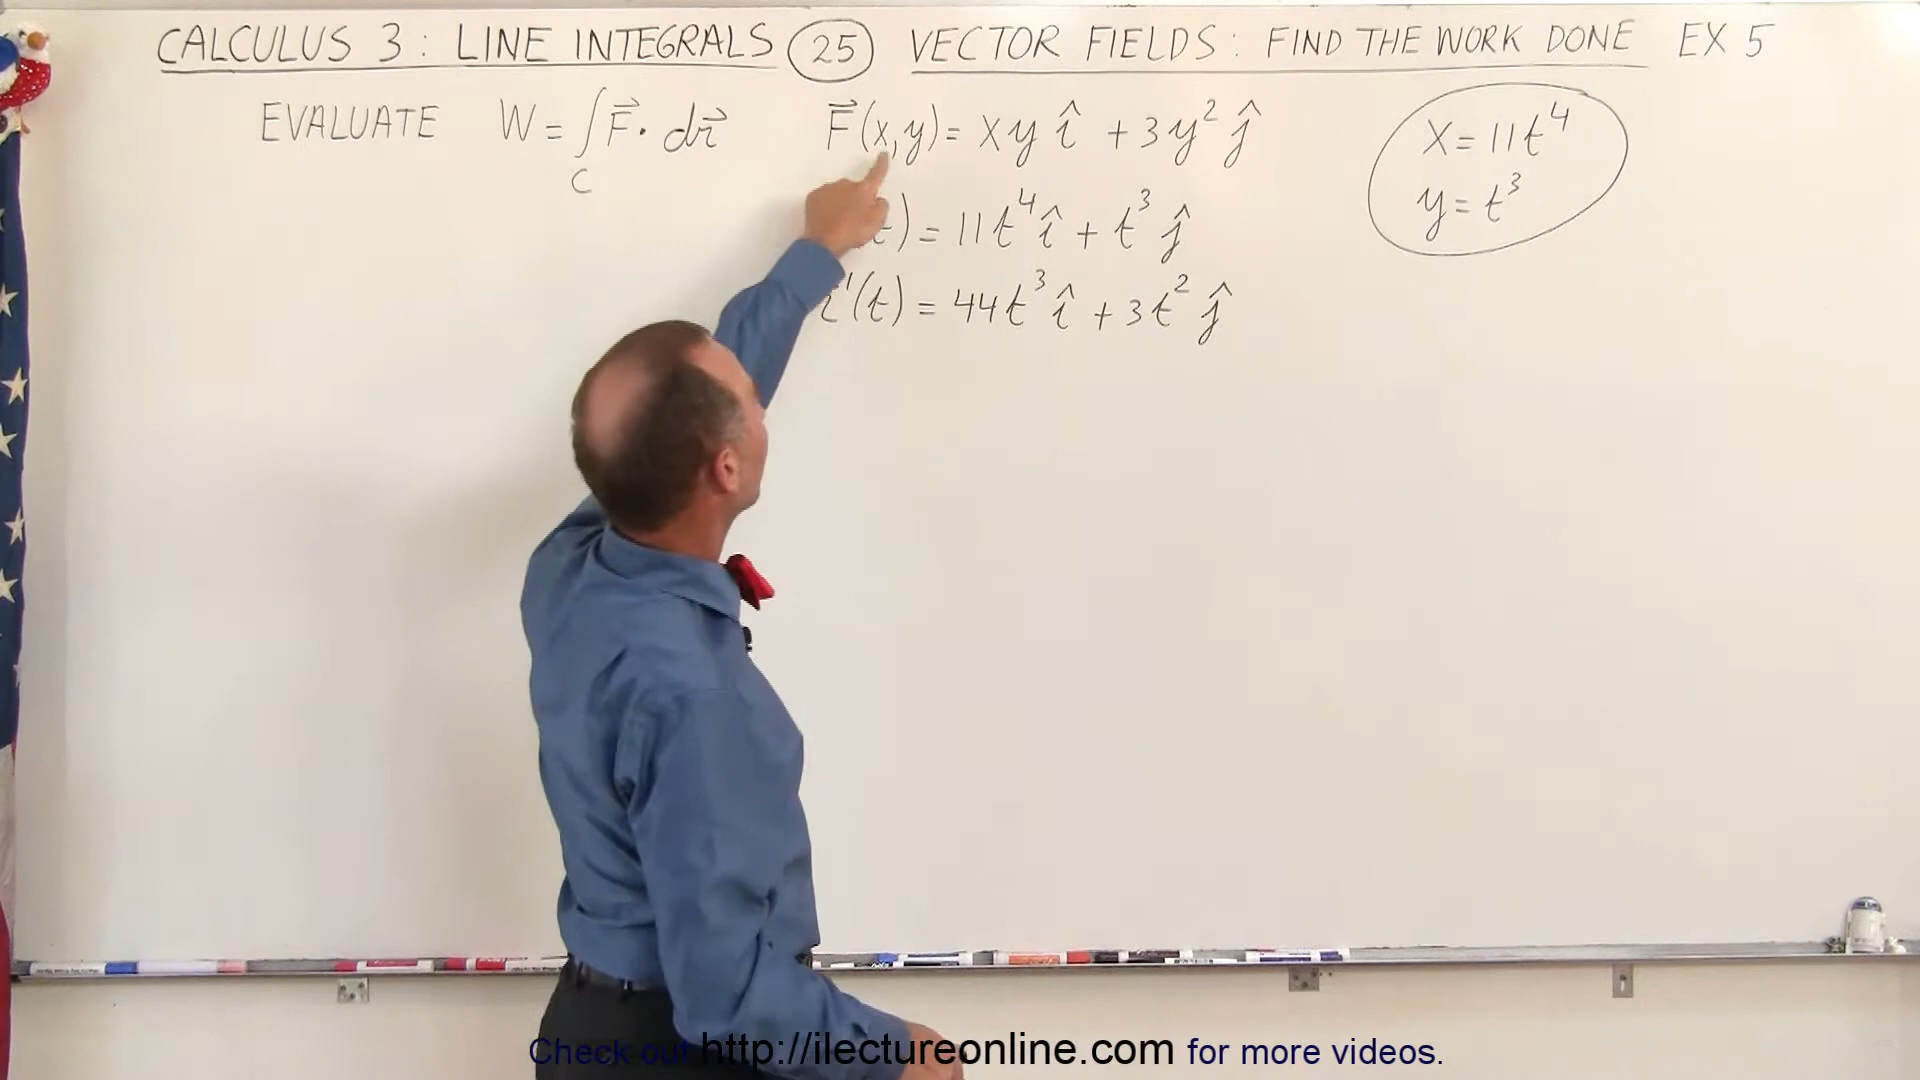 CALCULUS 3: LINE INTEGRALS 25 VECTOR FIELDS: FIND THE WORK DONE EX 5
EVALUATE W = ∫_C F⃗ · dr⃗ F⃗(x,y) = xy î + 3y² ĵ
t) = 11t⁴ î + t³ ĵ
r'(t) = 44t³ î + 3t² ĵ
x = 11t⁴
y = t³
Check out http://ilectureonline.com for more videos.